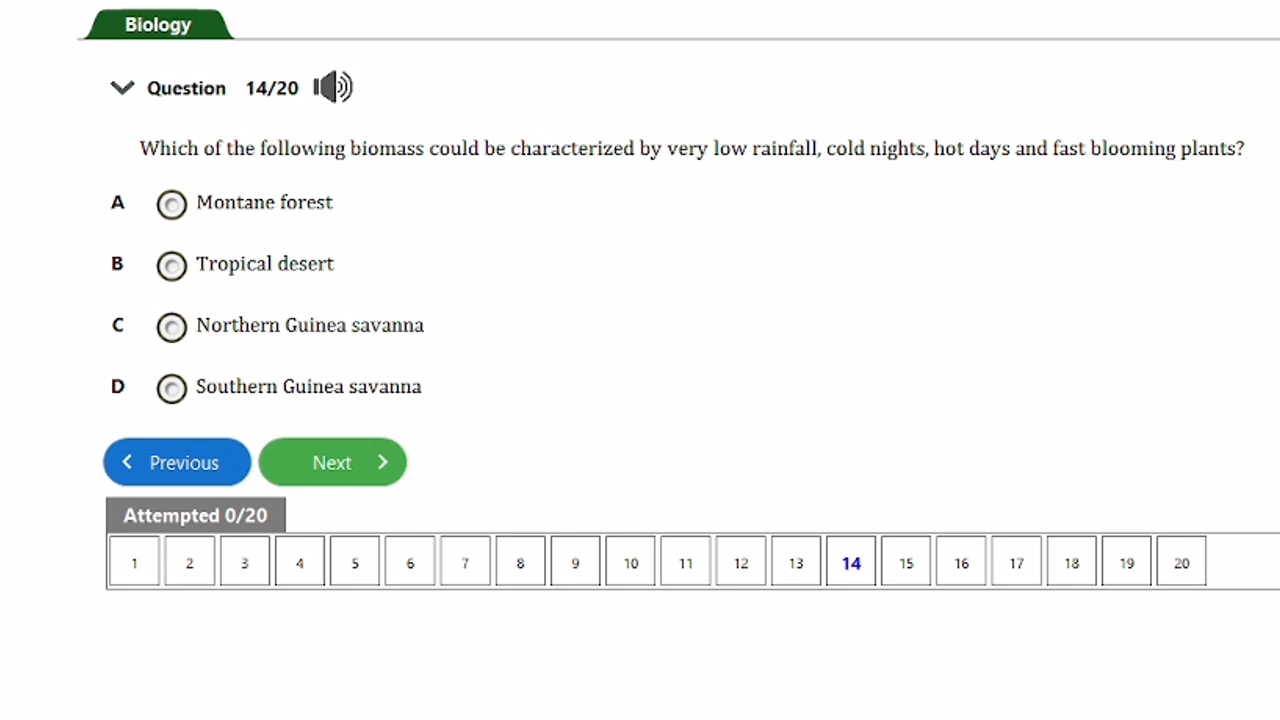 Biology
Question 14/20
Which of the following biomass could be characterized by very low rainfall, cold nights, hot days and fast blooming plants?
A Montane forest
B Tropical desert
C Northern Guinea savanna
D Southern Guinea savanna
Previous Next
Attempted 0/20
1 2 3 4 5 6 7 8 9 10 11 12 13 14 15 16 17 18 19 20